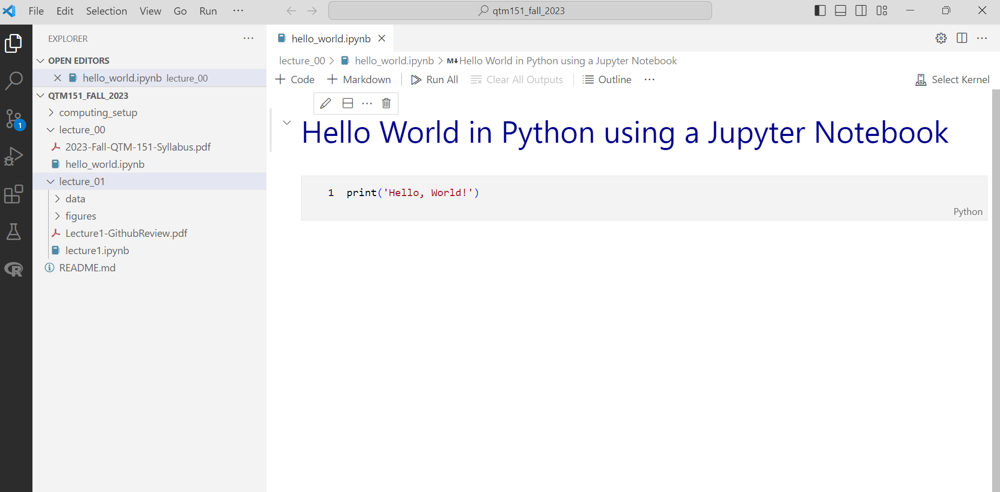 File Edit Selection View Go Run ··· qtm151_fall_2023
EXPLORER ···
OPEN EDITORS
hello_world.ipynb lecture_00
QTM151_FALL_2023
computing_setup
lecture_00
2023-Fall-QTM-151-Syllabus.pdf
hello_world.ipynb
lecture_01
data
figures
Lecture1-GithubReview.pdf
lecture1.ipynb
README.md
1
hello_world.ipynb
lecture_00 > hello_world.ipynb > M↓Hello World in Python using a Jupyter Notebook
+ Code + Markdown Run All Clear All Outputs Outline ··· Select Kernel
Hello World in Python using a Jupyter Notebook
1 print('Hello, World!')
Python